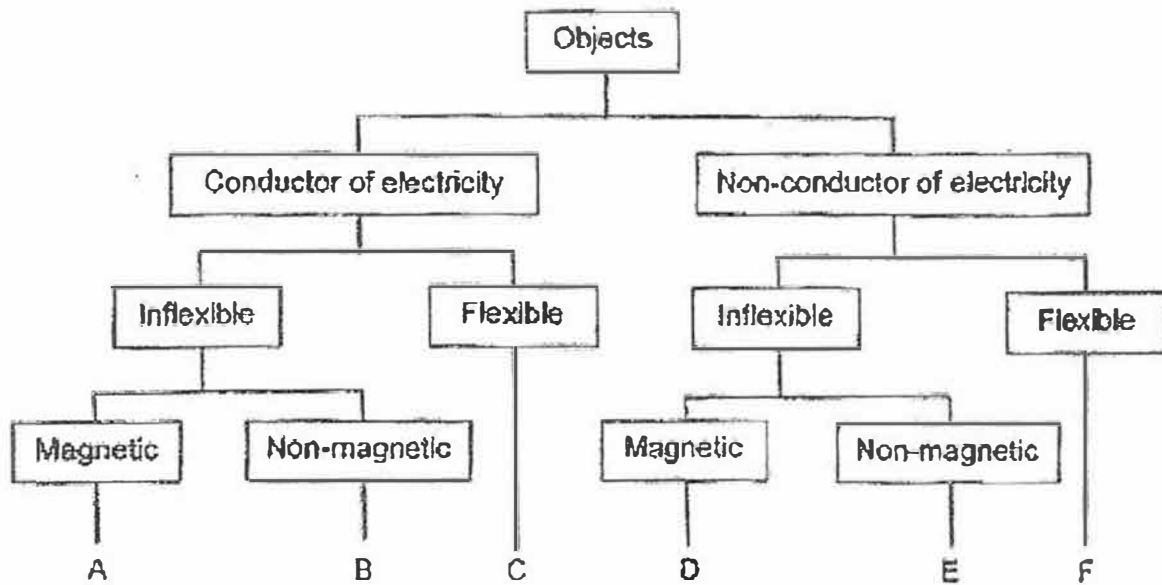 Objects
Conductor of electricity
Non-conductor of electricity
Inflexible
Flexible
Inflexible
Flexible
Magnetic
Non-magnetic
Magnetic
Non-magnetic
A
B
C
D
E
F